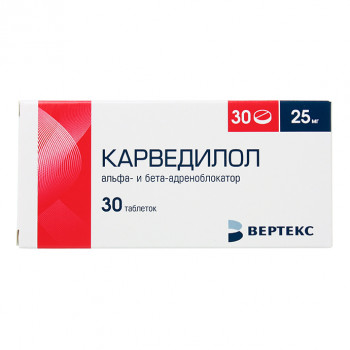 30 25 мг
КАРВЕДИЛОЛ
альфа- и бета-адреноблокатор
30 таблеток
ВЕРТЕКС